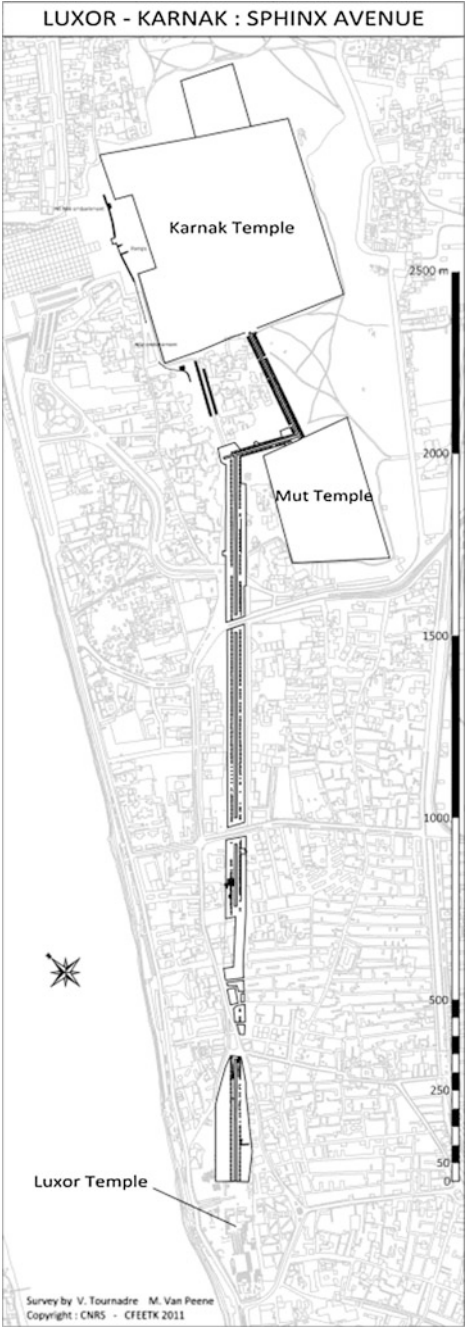 LUXOR - KARNAK : SPHINX AVENUE
Karnak Temple
Rampe
2500 m
2000
Mut Temple
1500
1000
500
250
50
0
Luxor Temple
Survey by V. Tournadre M. Van Peene
Copyright : CNRS - CFEETK 2011